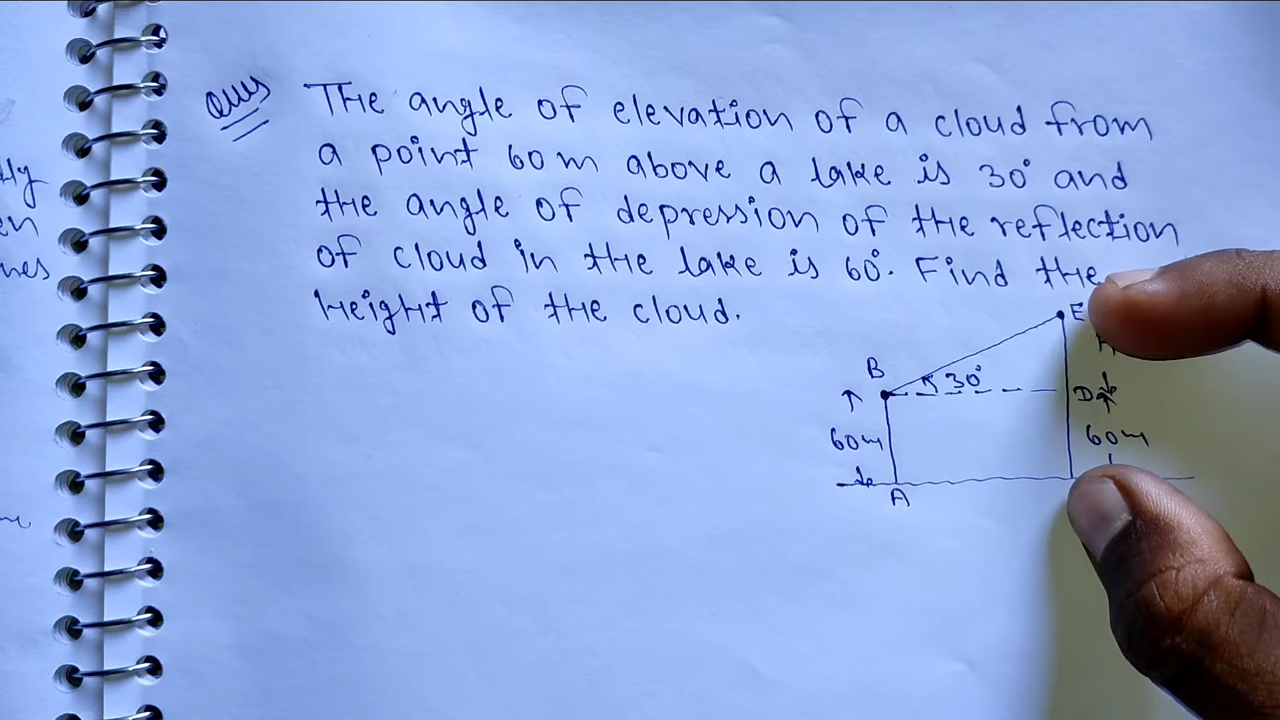 Ques
The angle of elevation of a cloud from
a point 60m above a lake is 30° and
the angle of depression of the reflection
of cloud in the lake is 60°. Find the
height of the cloud.
E
B
30°
D
60m
60m
A